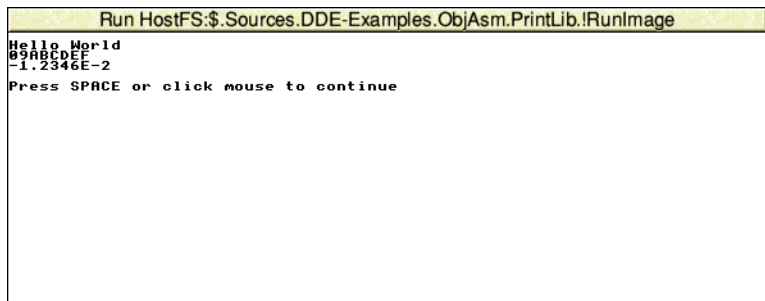 Run HostFS:$.Sources.DDE-Examples.ObjAsm.PrintLib.!RunImage
Hello World
09ABCDEF
-1.2346E-2
Press SPACE or click mouse to continue